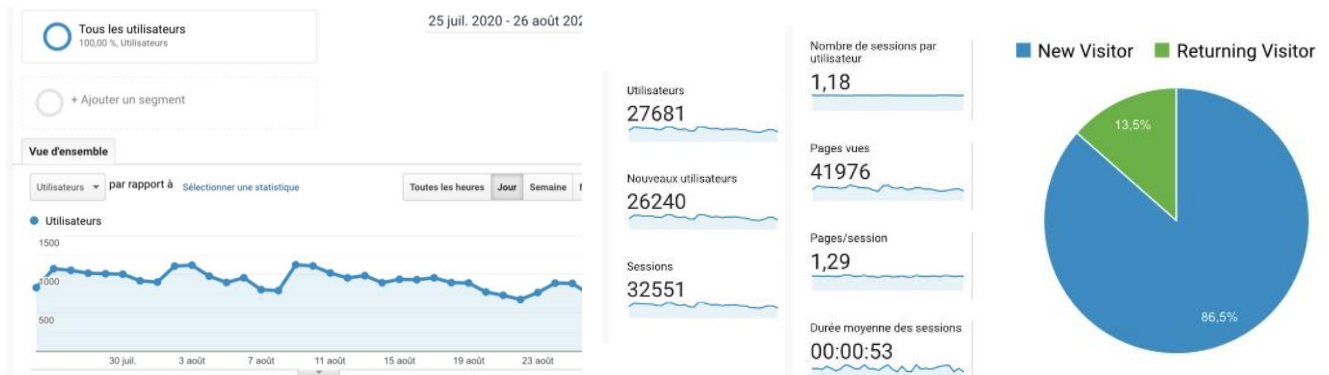 Tous les utilisateurs
100,00 %, Utilisateurs
25 juil. 2020 - 26 août 202
+ Ajouter un segment
Vue d'ensemble
Utilisateurs par rapport à Sélectionner une statistique
Toutes les heures Jour Semaine
Utilisateurs
1500
1000
500
30 juil. 3 août 7 août 11 août 15 août 19 août 23 août
Utilisateurs
27681
Nouveaux utilisateurs
26240
Sessions
32551
Nombre de sessions par
utilisateur
1,18
Pages vues
41976
Pages/session
1,29
Durée moyenne des sessions
00:00:53
New Visitor Returning Visitor
13,5%
86,5%